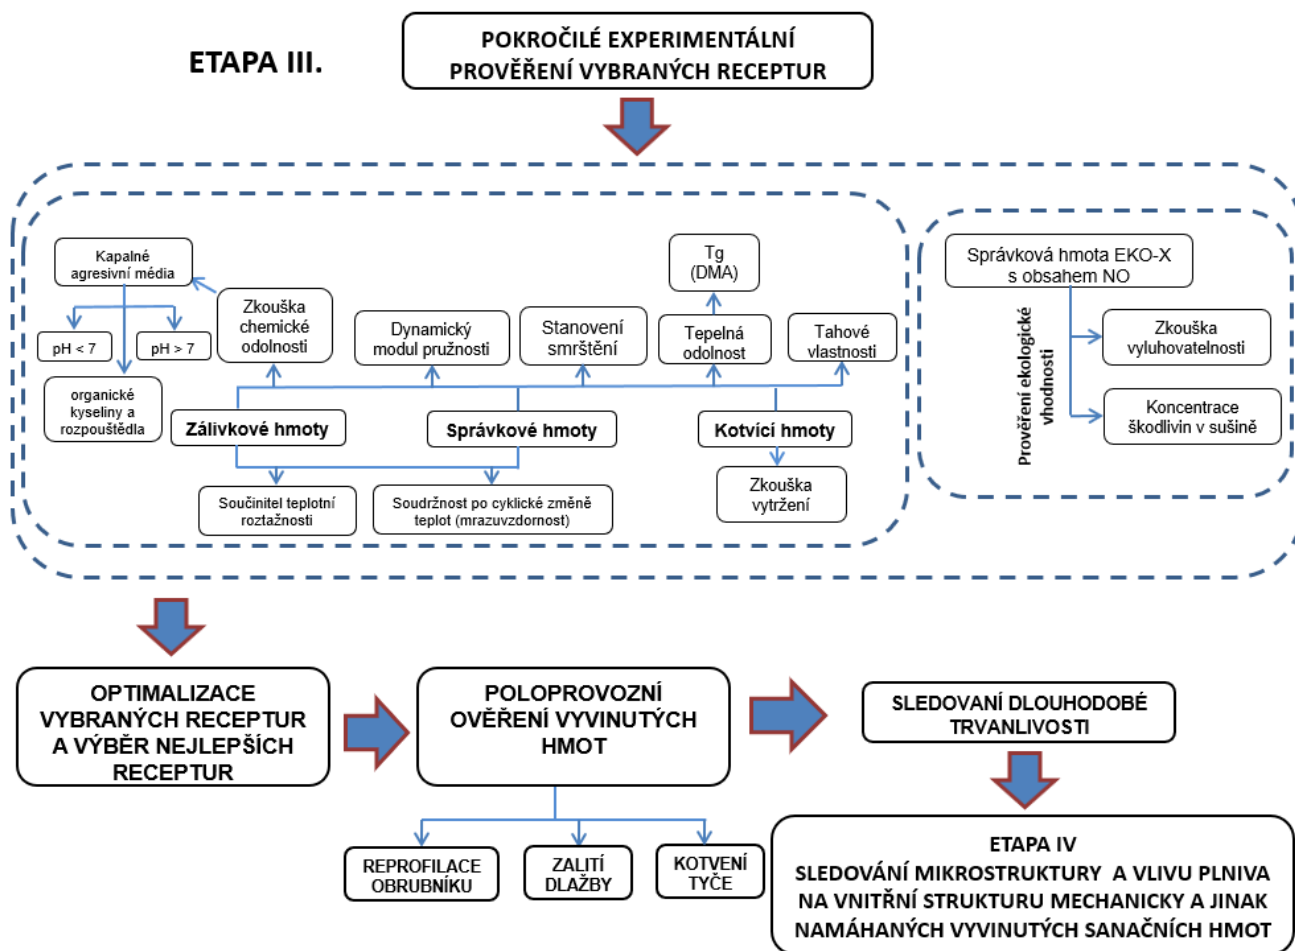 ETAPA III.
POKROČILÉ EXPERIMENTÁLNÍ
PROVĚŘENÍ VYBRANÝCH RECEPTUR
Kapalné
agresivní média
pH < 7
pH > 7
organické
kyseliny a
rozpouštědla
Zkouška
chemické
odolnosti
Dynamický
modul pružnosti
Stanovení
smrštění
Tg
(DMA)
Tepelná
odolnost
Tahové
vlastnosti
Zálivkové hmoty
Správkové hmoty
Kotvící hmoty
Součinitel teplotní
roztažnosti
Soudržnost po cyklické změně
teplot (mrazuvzdornost)
Zkouška
vytržení
Správková hmota EKO-X
s obsahem NO
Prověření ekologické
vhodnosti
Zkouška
vyluhovatelnosti
Koncentrace
škodlivin v sušině
OPTIMALIZACE
VYBRANÝCH RECEPTUR
A VÝBĚR NEJLEPŠÍCH
RECEPTUR
POLOPROVOZNÍ
OVĚŘENÍ VYVINUTÝCH
HMOT
SLEDOVANÍ DLOUHODOBÉ
TRVANLIVOSTI
REPROFILACE
OBRUBNÍKU
ZALITÍ
DLAŽBY
KOTVENÍ
TYČE
ETAPA IV
SLEDOVÁNÍ MIKROSTRUKTURY A VLIVU PLNIVA
NA VNITŘNÍ STRUKTURU MECHANICKY A JINAK
NAMÁHANÝCH VYVINUTÝCH SANAČNÍCH HMOT